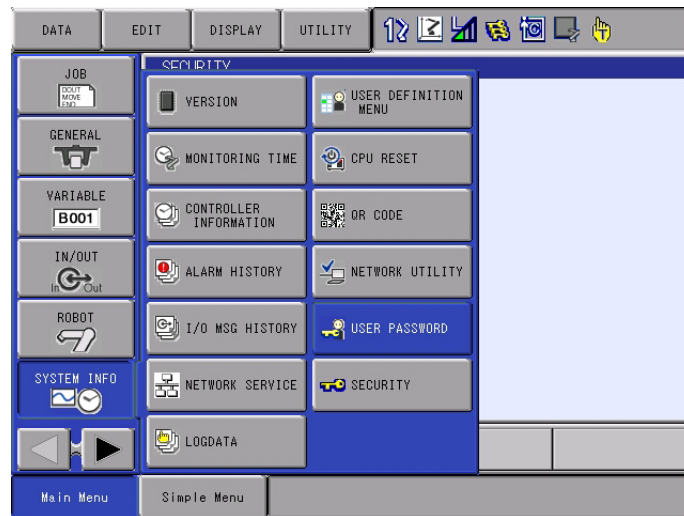 DATA
EDIT
DISPLAY
UTILITY
12
SECURITY
JOB
DOUT
MOVE
END
GENERAL
VARIABLE
B001
IN/OUT
In
Out
ROBOT
SYSTEM INFO
VERSION
USER DEFINITION
MENU
MONITORING TIME
CPU RESET
CONTROLLER
INFORMATION
QR CODE
ALARM HISTORY
NETWORK UTILITY
I/O MSG HISTORY
USER PASSWORD
NETWORK SERVICE
SECURITY
LOGDATA
Main Menu
Simple Menu